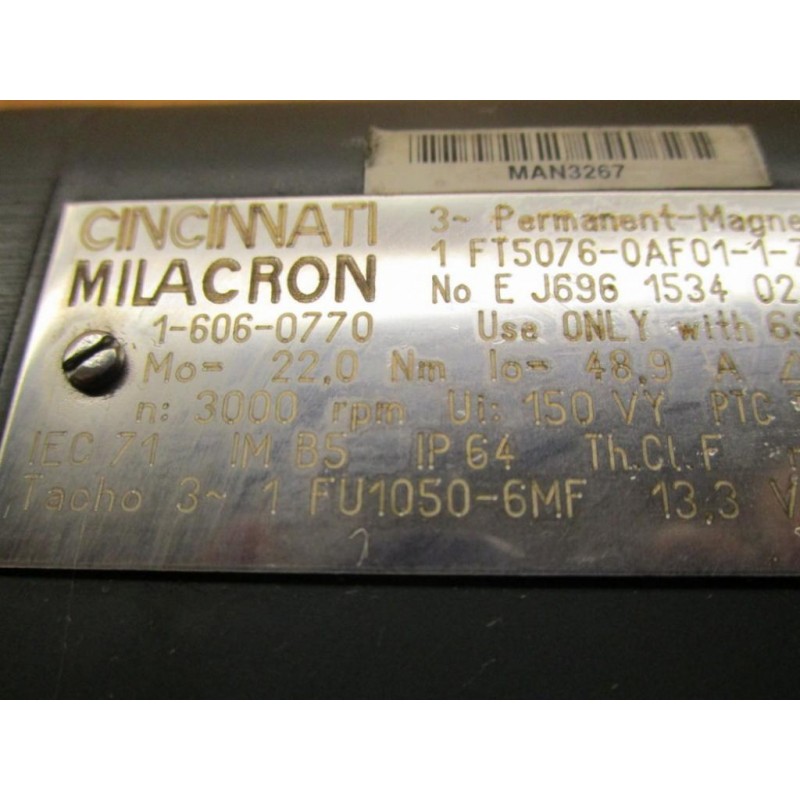 MAN3267
CINCINNATI
MILACRON
1-606-0770
3~ Permanent-Magne
1 FT5076-0AF01-1-7
No E J696 1534 02
Use ONLY with 6S
Mo= 22,0 Nm Io= 48,9 A
n: 3000 rpm Ui: 150 VY PTC
IEC 71 IM B5 IP 64 Th.Cl.F
Tacho 3~ 1 FU1050-6MF 13,3 V